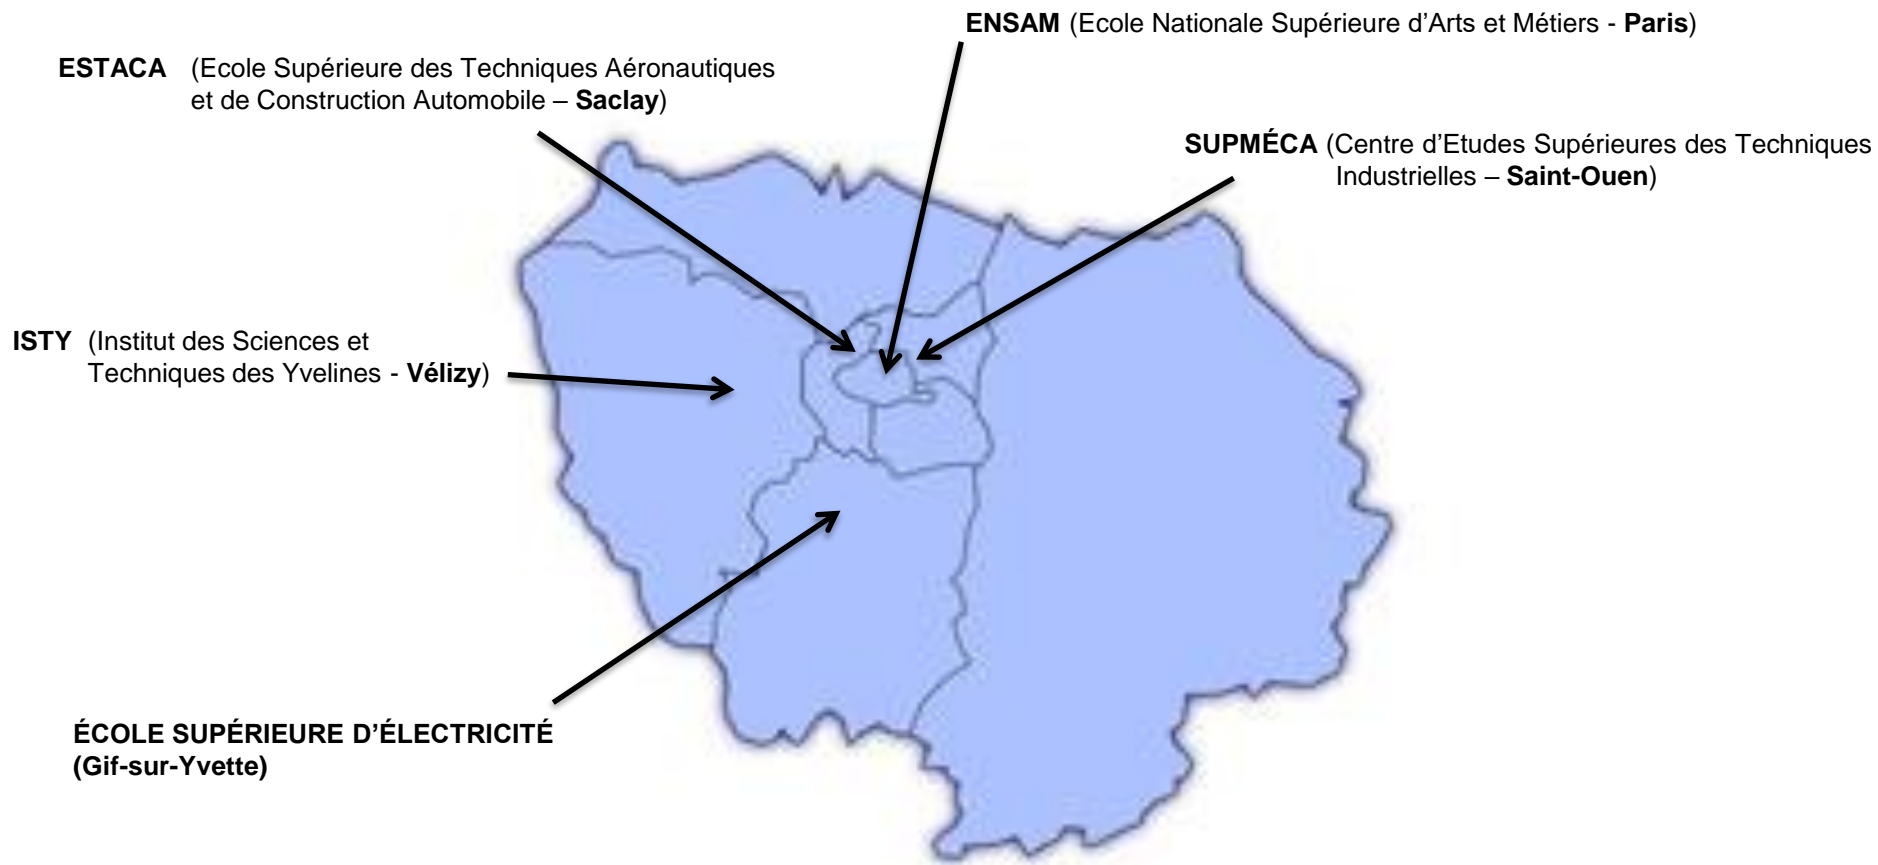 ENSAM (Ecole Nationale Supérieure d’Arts et Métiers - Paris)
ESTACA (Ecole Supérieure des Techniques Aéronautiques
et de Construction Automobile – Saclay)
SUPMÉCA (Centre d’Etudes Supérieures des Techniques
Industrielles – Saint-Ouen)
ISTY (Institut des Sciences et
Techniques des Yvelines - Vélizy)
ÉCOLE SUPÉRIEURE D’ÉLECTRICITÉ
(Gif-sur-Yvette)